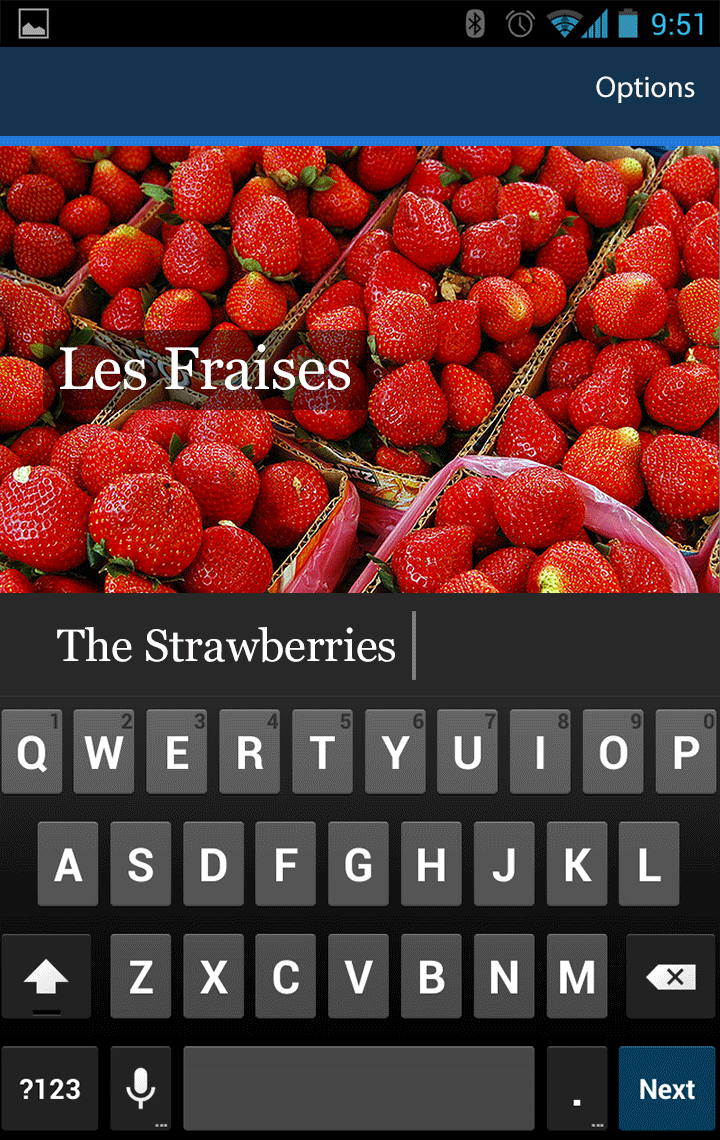 9:51
Options
Les Fraises
The Strawberries
1 2 3 4 5 6 7 8 9 0
Q W E R T Y U I O P
A S D F G H J K L
Z X C V B N M
?123 . Next